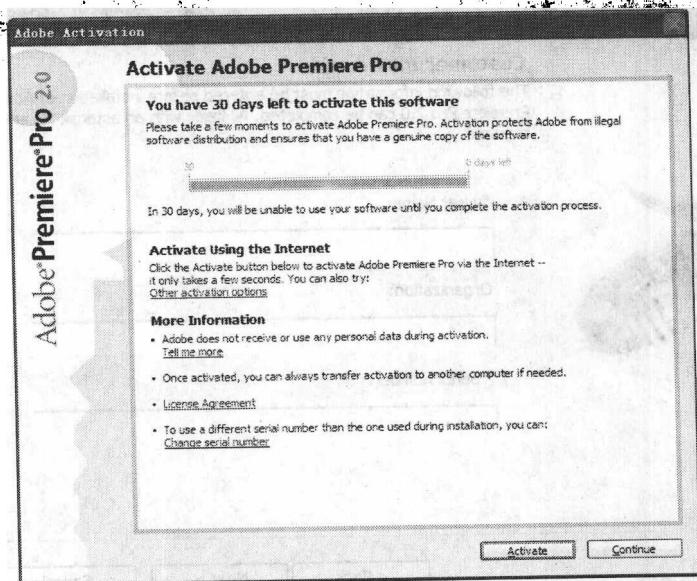 Adobe Activation
Adobe Premiere Pro 2.0
Activate Adobe Premiere Pro
You have 30 days left to activate this software
Please take a few moments to activate Adobe Premiere Pro. Activation protects Adobe from illegal
software distribution and ensures that you have a genuine copy of the software.
30
0 days left
In 30 days, you will be unable to use your software until you complete the activation process.
Activate Using the Internet
Click the Activate button below to activate Adobe Premiere Pro via the Internet --
it only takes a few seconds. You can also try:
Other activation options
More Information
• Adobe does not receive or use any personal data during activation.
Tell me more
• Once activated, you can always transfer activation to another computer if needed.
• License Agreement
• To use a different serial number than the one used during installation, you can:
Change serial number
Activate
Continue